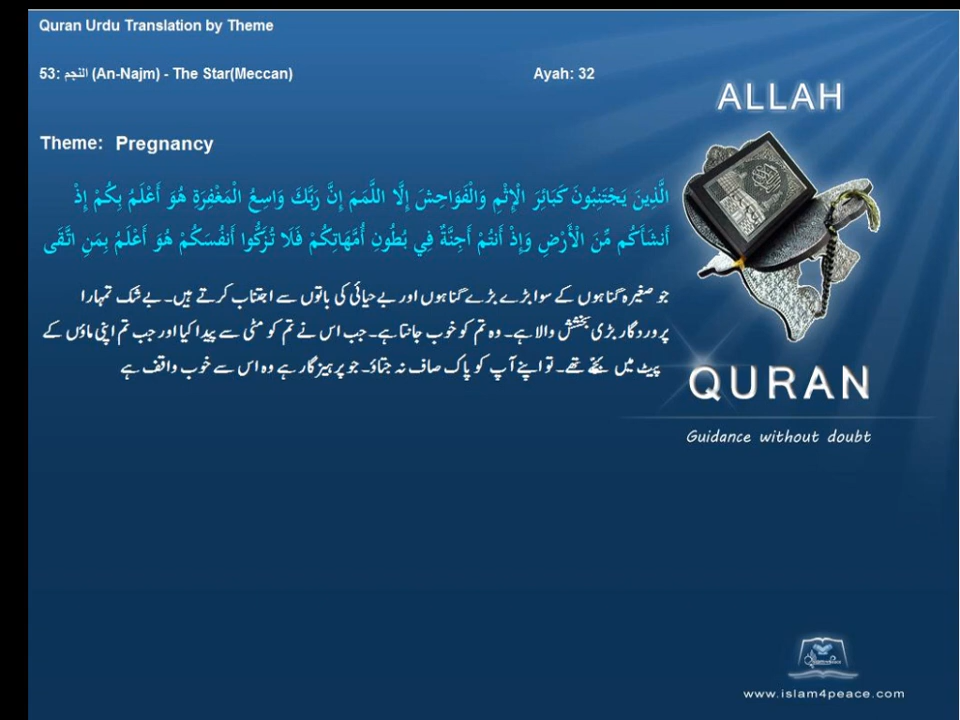 Quran Urdu Translation by Theme
53: النجم (An-Najm) - The Star(Meccan) Ayah: 32
Theme: Pregnancy
الَّذِينَ يَجْتَنِبُونَ كَبَائِرَ الْإِثْمِ وَالْفَوَاحِشَ إِلَّا اللَّمَمَ إِنَّ رَبَّكَ وَاسِعُ الْمَغْفِرَةِ هُوَ أَعْلَمُ بِكُمْ إِذْ
أَنشَأَكُم مِّنَ الْأَرْضِ وَإِذْ أَنتُمْ أَجِنَّةٌ فِي بُطُونِ أُمَّهَاتِكُمْ فَلَا تُزَكُّوا أَنفُسَكُمْ هُوَ أَعْلَمُ بِمَنِ اتَّقَى
جو صغیرہ گناہوں کے سوا بڑے بڑے گناہوں اور بےحیائی کی باتوں سے اجتناب کرتے ہیں۔ بےشک تمہارا
پروردگار بڑی بخشش والا ہے۔ وہ تم کو خوب جانتا ہے۔ جب اس نے تم کو مٹی سے پیدا کیا اور جب تم اپنی ماؤں کے
پیٹ میں بچّے تھے۔ تو اپنے آپ کو پاک صاف نہ جتاؤ۔ جو پرہیزگار ہے وہ اس سے خوب واقف ہے
ALLAH
QURAN
Guidance without doubt
www.islam4peace.com